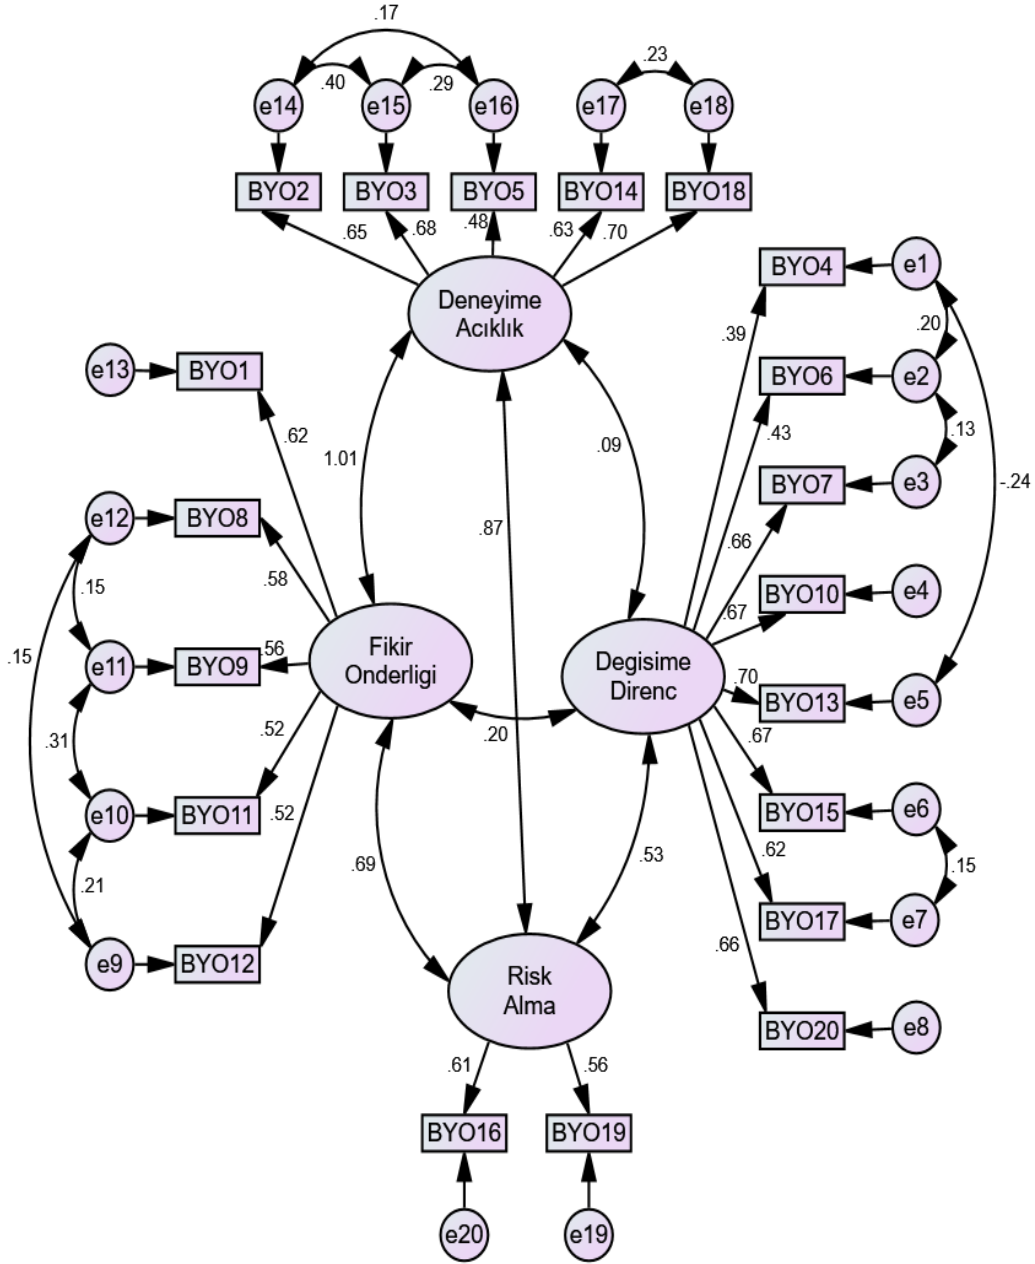 .17
.40
.29
.23
e14
e15
e16
e17
e18
BYO2
BYO3
BYO5
BYO14
BYO18
.65
.68
.48
.63
.70
Deneyime
Acıklık
BYO4
e1
.39
.20
BYO6
e2
.43
.13
BYO7
e3
-.24
.66
BYO10
e4
.67
BYO13
e5
.70
.67
BYO15
e6
.62
.15
BYO17
e7
.66
BYO20
e8
Degisime
Direnc
e13
BYO1
.62
1.01
.09
.87
e12
BYO8
.58
.15
.15
e11
BYO9
.56
Fikir
Onderligi
.20
.52
.31
e10
BYO11
.52
.21
e9
BYO12
.69
.53
Risk
Alma
.61
.56
BYO16
BYO19
e20
e19